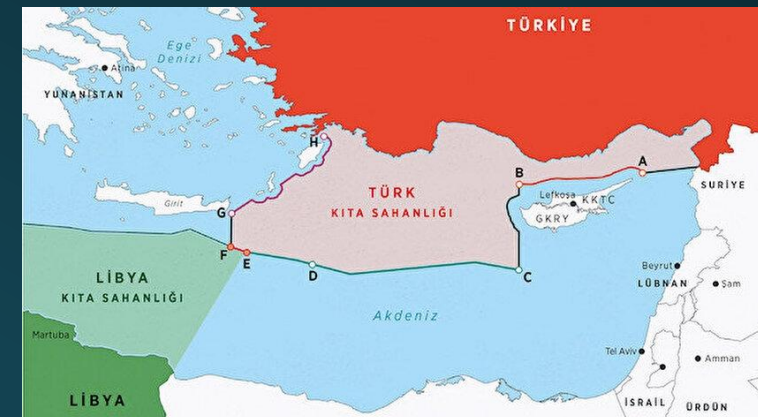 TÜRKİYE
Ege
Denizi
Atina
YUNANİSTAN
H
A
B
SURİYE
TÜRK
KITA SAHANLIĞI
Lefkoşa
KKTC
GKRY
Girit
G
F
E
D
C
Beyrut
LÜBNAN
Şam
LİBYA
KITA SAHANLIĞI
Akdeniz
Martuba
Tel Aviv
Amman
LİBYA
İSRAİL
ÜRDÜN